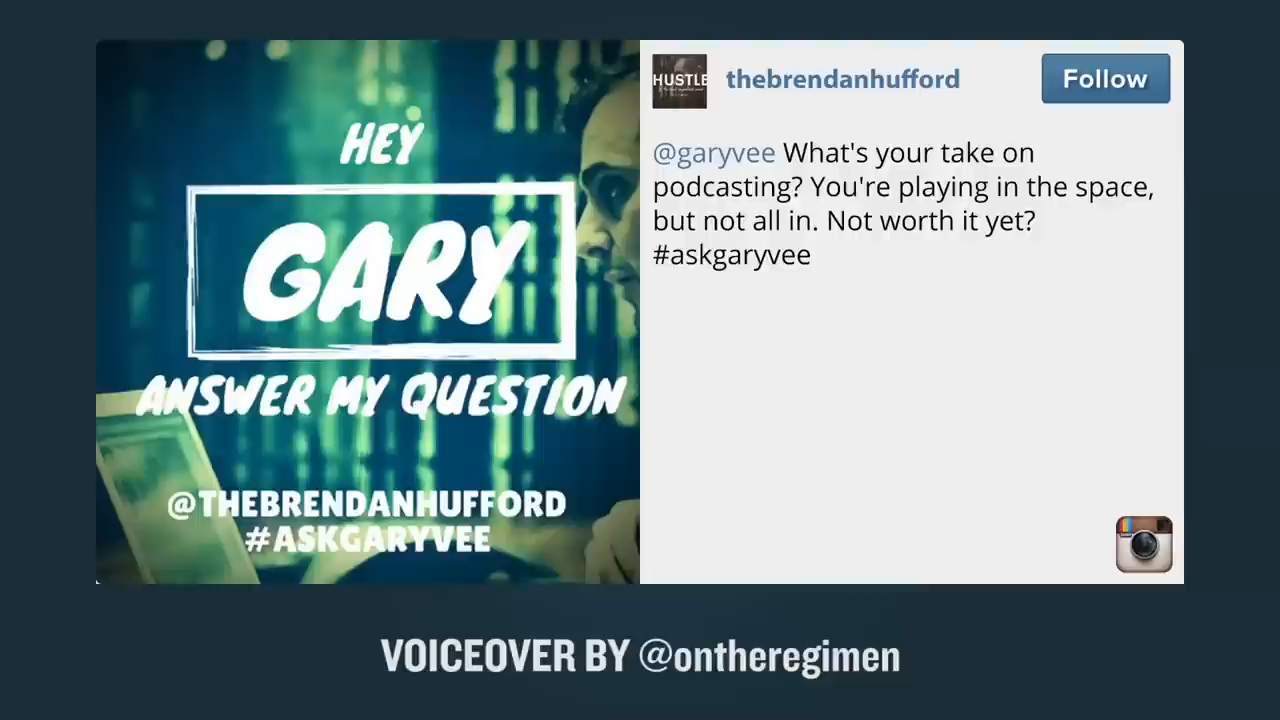 HEY
GARY
ANSWER MY QUESTION
@THEBRENDANHUFFORD
#ASKGARYVEE
HUSTLE
thebrendanhufford
Follow
@garyvee What's your take on
podcasting? You're playing in the space,
but not all in. Not worth it yet?
#askgaryvee
VOICEOVER BY @ontheregimen